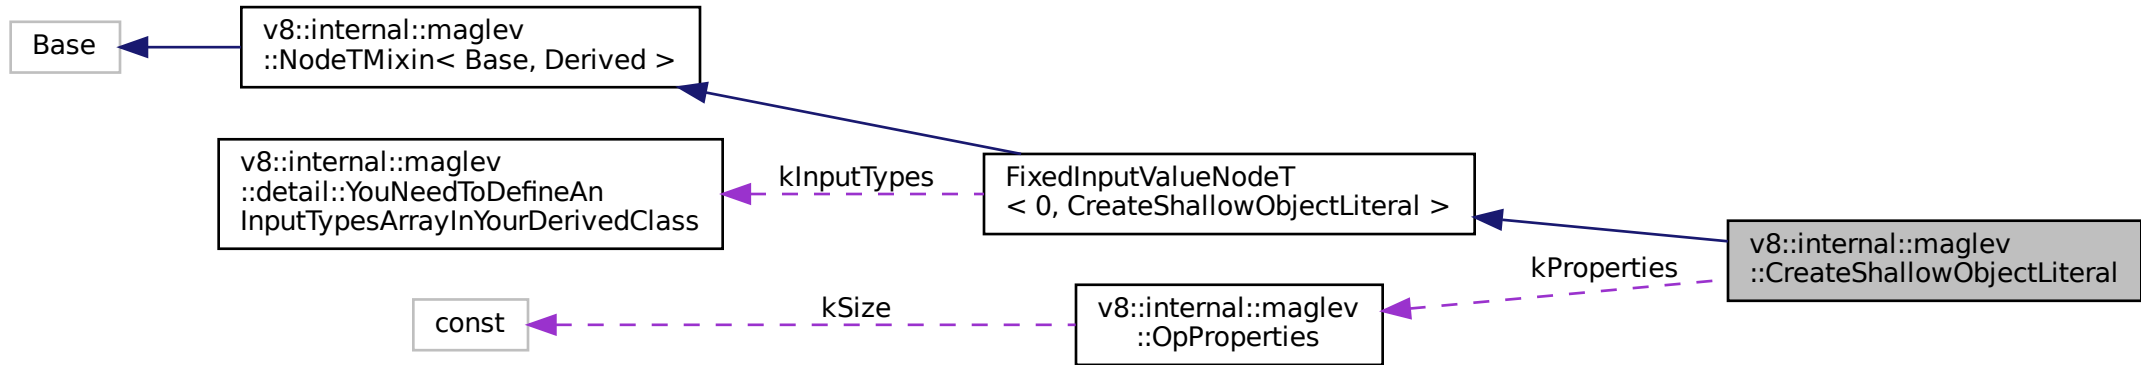 Base
v8::internal::maglev
::NodeTMixin< Base, Derived >
v8::internal::maglev
::detail::YouNeedToDefineAn
InputTypesArrayInYourDerivedClass
kInputTypes
FixedInputValueNodeT
< 0, CreateShallowObjectLiteral >
v8::internal::maglev
::CreateShallowObjectLiteral
kProperties
const
kSize
v8::internal::maglev
::OpProperties